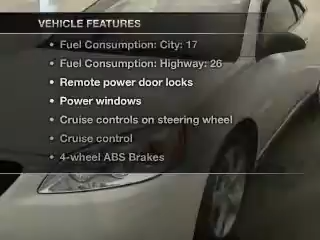 VEHICLE FEATURES
• Fuel Consumption: City: 17
• Fuel Consumption: Highway: 26
• Remote power door locks
• Power windows
• Cruise controls on steering wheel
• Cruise control
• 4-wheel ABS Brakes